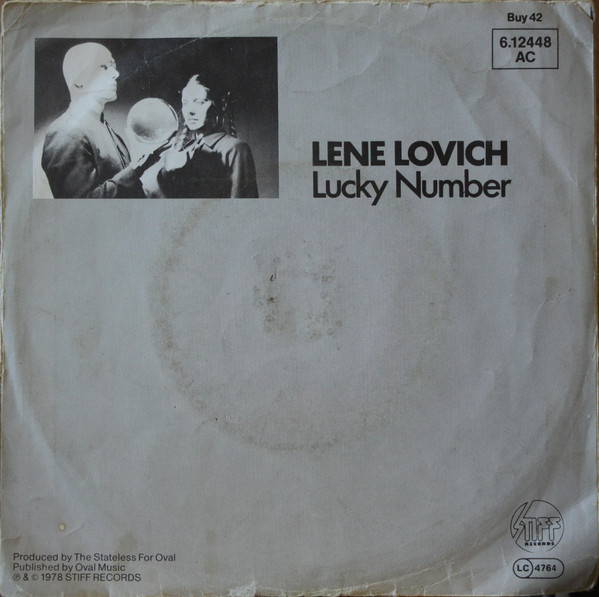 Buy 42
6.12448
AC
LENE LOVICH
Lucky Number
STIFF
RECORDS
Produced by The Stateless For Oval
Published by Oval Music
℗ & © 1978 STIFF RECORDS
LC 4764